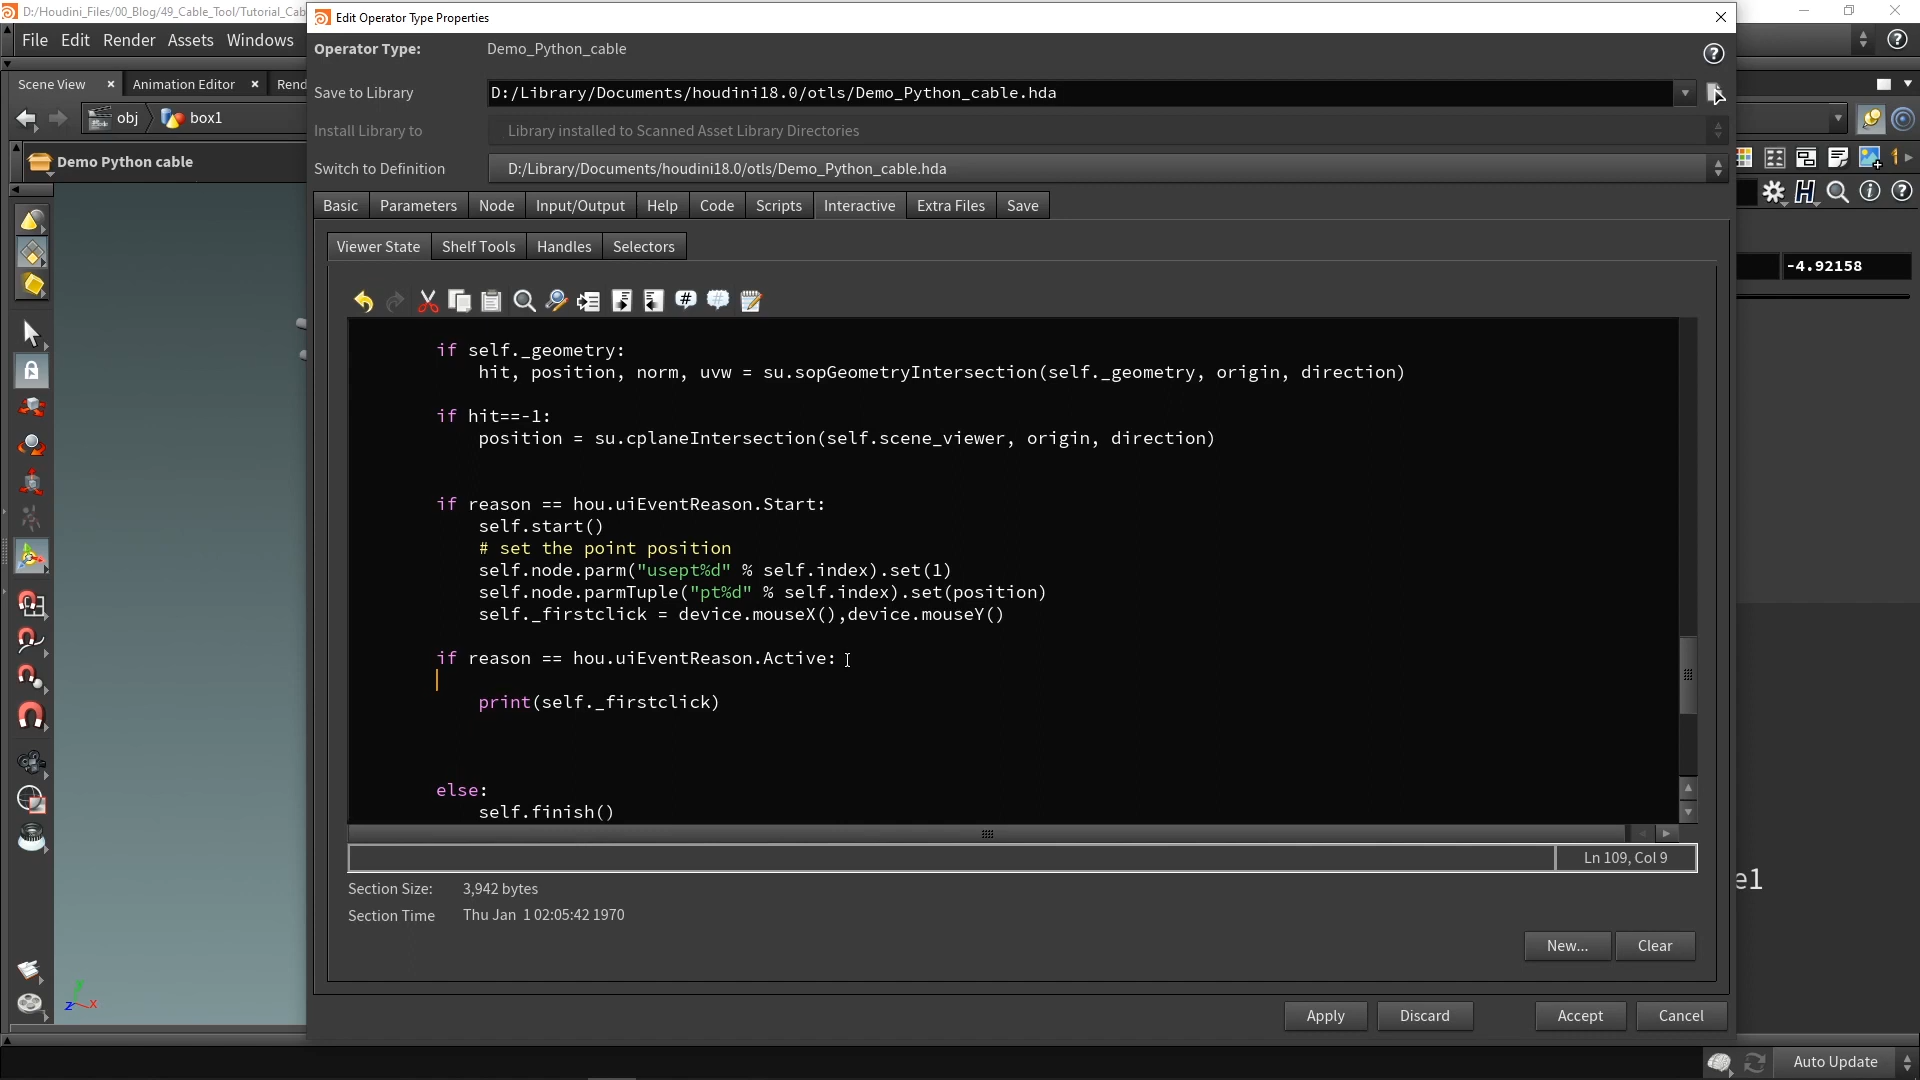 D:/Houdini_Files/00_Blog/49_Cable_Tool/Tutorial_Cab
Edit Operator Type Properties
File Edit Render Assets Windows
Operator Type: Demo_Python_cable
Scene View Animation Editor Rend
Save to Library D:/Library/Documents/houdini18.0/otls/Demo_Python_cable.hda
obj box1
Install Library to Library installed to Scanned Asset Library Directories
Demo Python cable
Switch to Definition D:/Library/Documents/houdini18.0/otls/Demo_Python_cable.hda
Basic Parameters Node Input/Output Help Code Scripts Interactive Extra Files Save
Viewer State Shelf Tools Handles Selectors
-4.92158
if self._geometry:
hit, position, norm, uvw = su.sopGeometryIntersection(self._geometry, origin, direction)
if hit==-1:
position = su.cplaneIntersection(self.scene_viewer, origin, direction)
if reason == hou.uiEventReason.Start:
self.start()
# set the point position
self.node.parm("usept%d" % self.index).set(1)
self.node.parmTuple("pt%d" % self.index).set(position)
self._firstclick = device.mouseX(),device.mouseY()
if reason == hou.uiEventReason.Active:
print(self._firstclick)
else:
self.finish()
Ln 109, Col 9
e1
Section Size: 3,942 bytes
Section Time Thu Jan 1 02:05:42 1970
New... Clear
z x
Apply Discard Accept Cancel
Auto Update